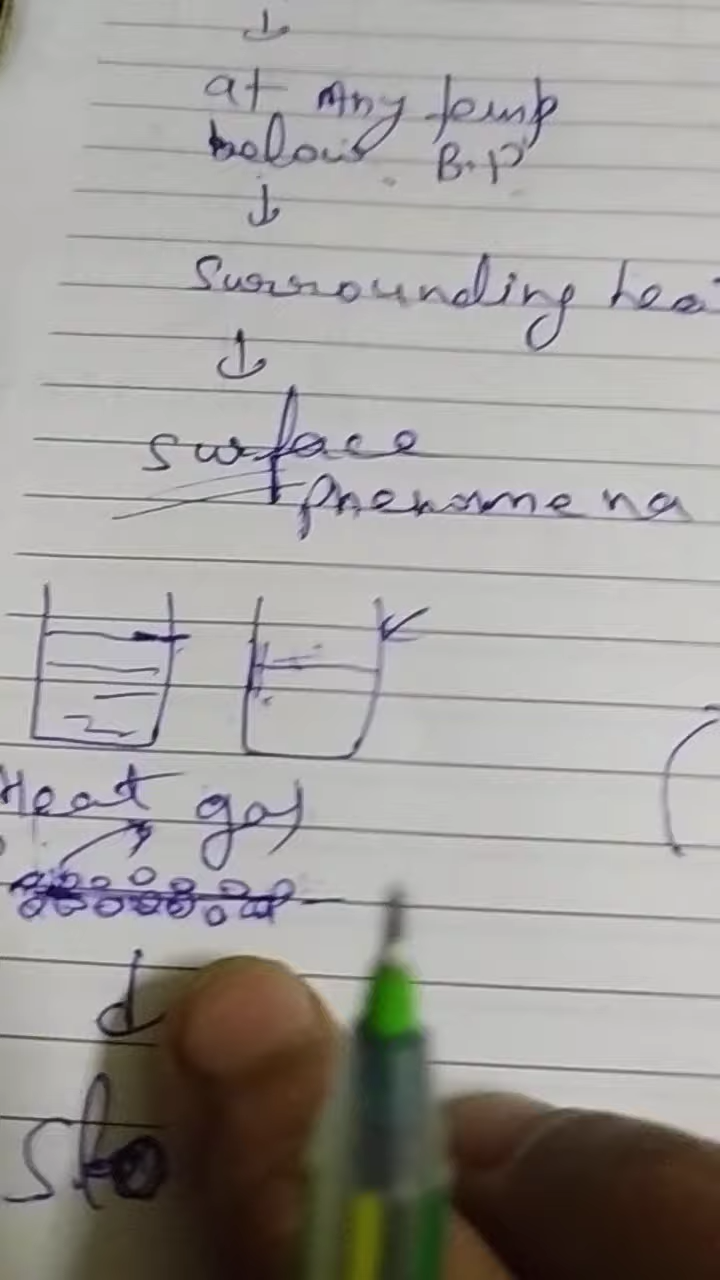 at Any temp
below B.P
Surrounding hea
surface
phenomena
Heat gas
d